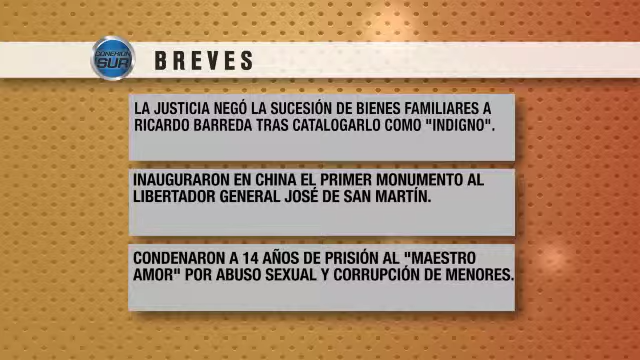 CONEXIÓN
SUR
BREVES
LA JUSTICIA NEGÓ LA SUCESIÓN DE BIENES FAMILIARES A
RICARDO BARREDA TRAS CATALOGARLO COMO "INDIGNO".
INAUGURARON EN CHINA EL PRIMER MONUMENTO AL
LIBERTADOR GENERAL JOSÉ DE SAN MARTÍN.
CONDENARON A 14 AÑOS DE PRISIÓN AL "MAESTRO
AMOR" POR ABUSO SEXUAL Y CORRUPCIÓN DE MENORES.